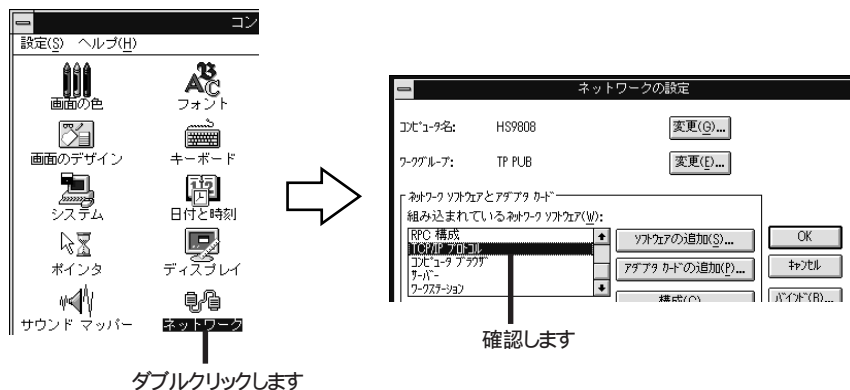 コン
設定(S) ヘルプ(H)
画面の色
フォント
画面のデザイン
キーボード
システム
日付と時刻
ポインタ
ディスプレイ
サウンド マッパー
ネットワーク
ダブルクリックします
ネットワークの設定
コンピュータ名: HS9808 変更(G)...
ワークグループ: TP PUB 変更(E)...
ネットワーク ソフトウェアとアダプタ カード
組み込まれているネットワーク ソフトウェア(W):
RPC 構成
TCP/IP プロトコル
コンピュータ ブラウザ
サーバー
ワークステーション
ソフトウェアの追加(S)...
アダプタ カードの追加(P)...
構成(C)...
OK
キャンセル
バインド(B)...
確認します